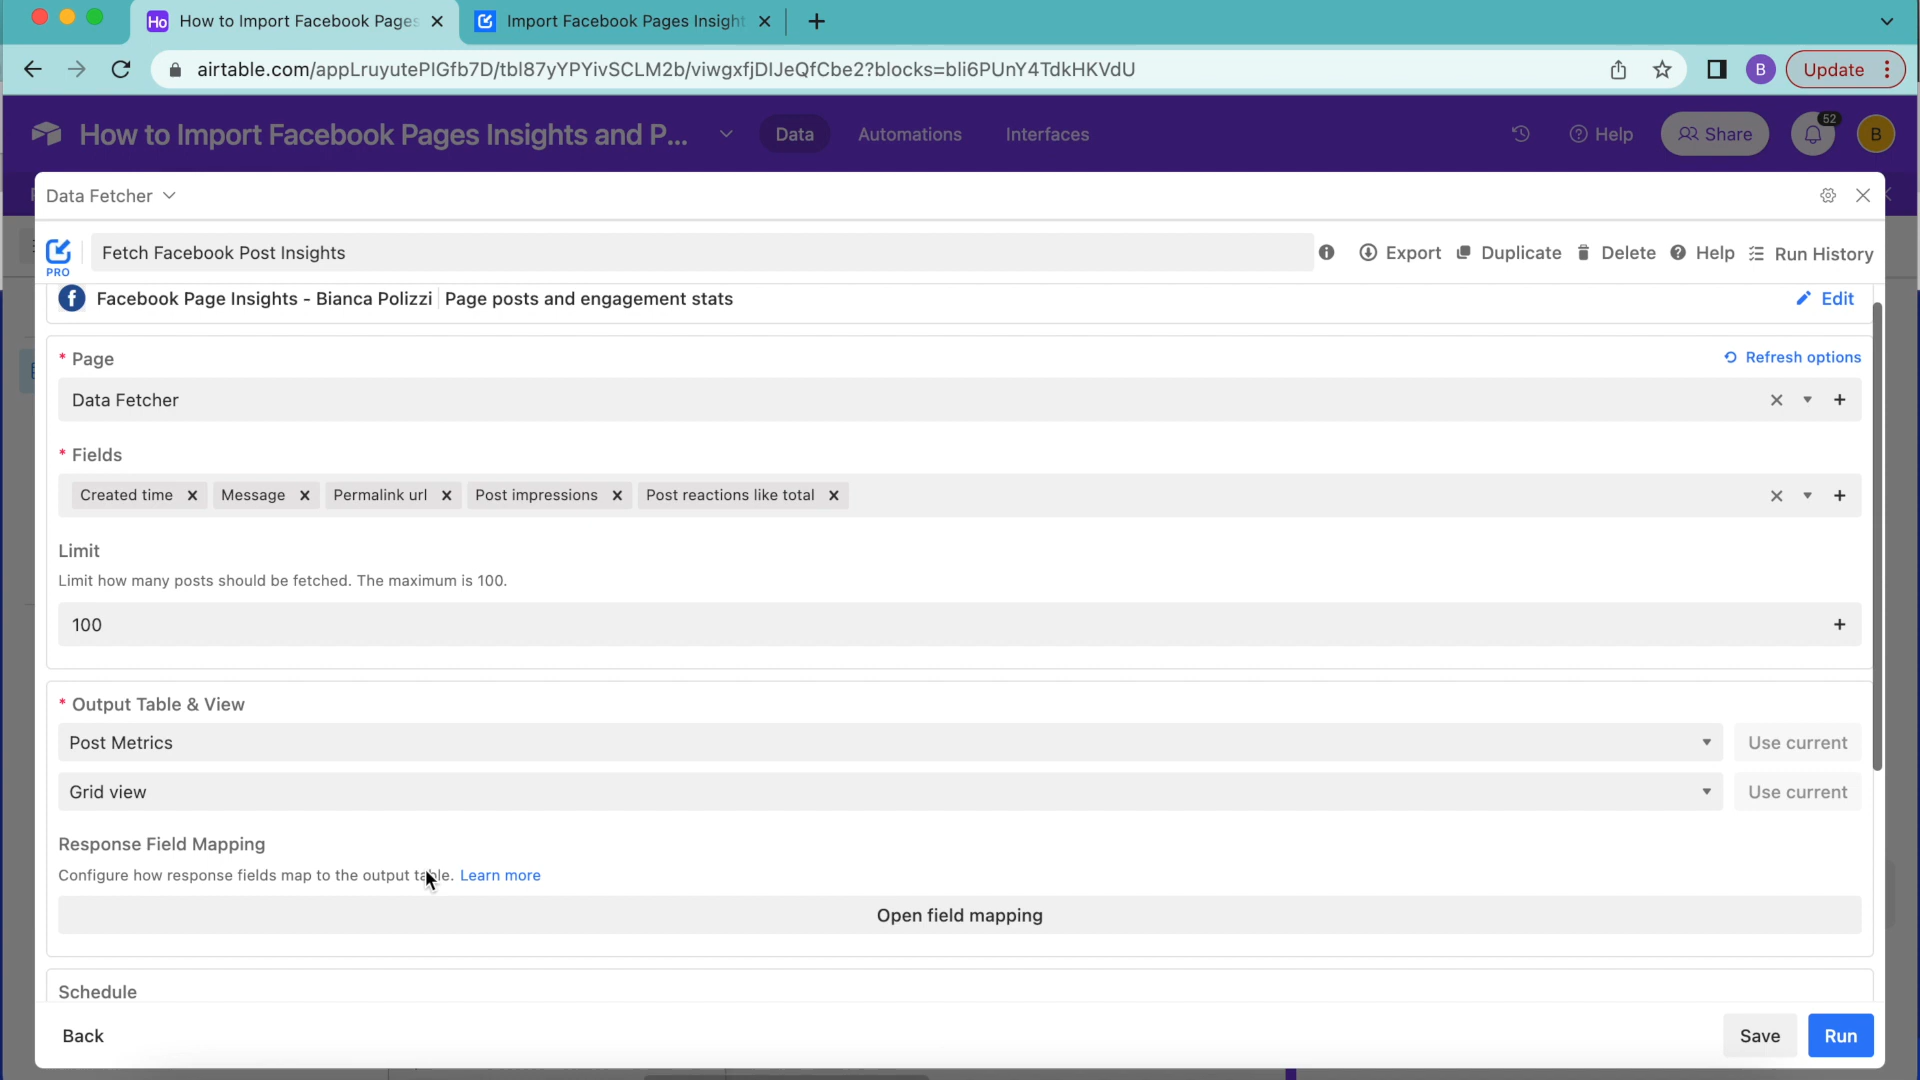 Ho How to Import Facebook Pages
Import Facebook Pages Insight
airtable.com/appLruyutePIGfb7D/tbl87yYPYivSCLM2b/viwgxfjDIJeQfCbe2?blocks=bli6PUnY4TdkHKVdU
B
Update
How to Import Facebook Pages Insights and P...
Data
Automations
Interfaces
Help
Share
52
B
Data Fetcher
PRO
Fetch Facebook Post Insights
Export
Duplicate
Delete
Help
Run History
Facebook Page Insights - Bianca Polizzi
Page posts and engagement stats
Edit
* Page
Refresh options
Data Fetcher
* Fields
Created time
Message
Permalink url
Post impressions
Post reactions like total
Limit
Limit how many posts should be fetched. The maximum is 100.
100
* Output Table & View
Post Metrics
Use current
Grid view
Use current
Response Field Mapping
Configure how response fields map to the output table. Learn more
Open field mapping
Schedule
Back
Save
Run